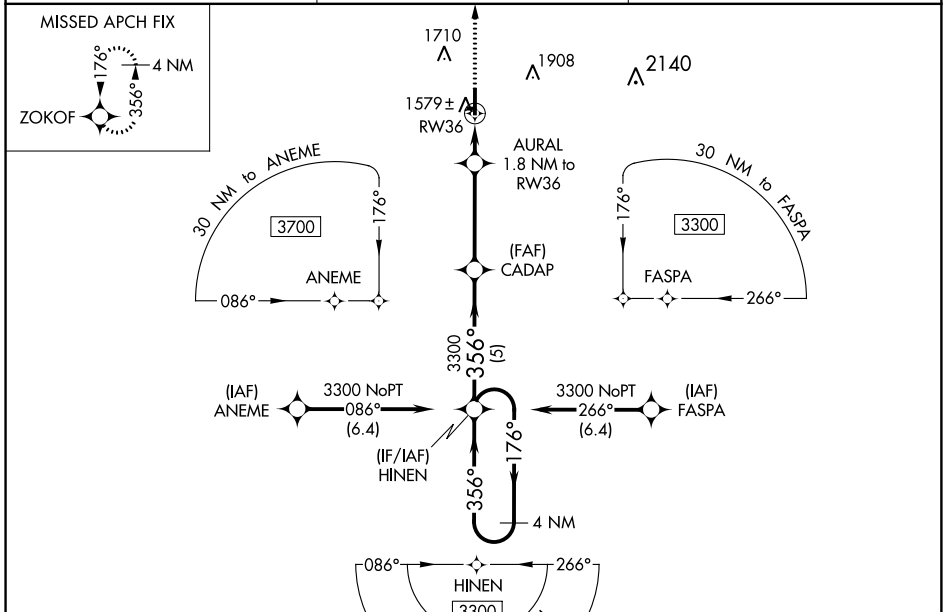 MISSED APCH FIX
176°
4 NM
356°
ZOKOF
1710
1908
2140
1579 ±
RW36
AURAL
1.8 NM to
RW36
30 NM to ANEME
3700
176°
ANEME
086°
30 NM to FASPA
3300
176°
FASPA
266°
(FAF)
CADAP
3300
356°
(5)
(IAF)
ANEME
3300 NoPT
086°
(6.4)
3300 NoPT
266°
(6.4)
(IAF)
FASPA
(IF/IAF)
HINEN
356°
176°
4 NM
086°
266°
HINEN
3300